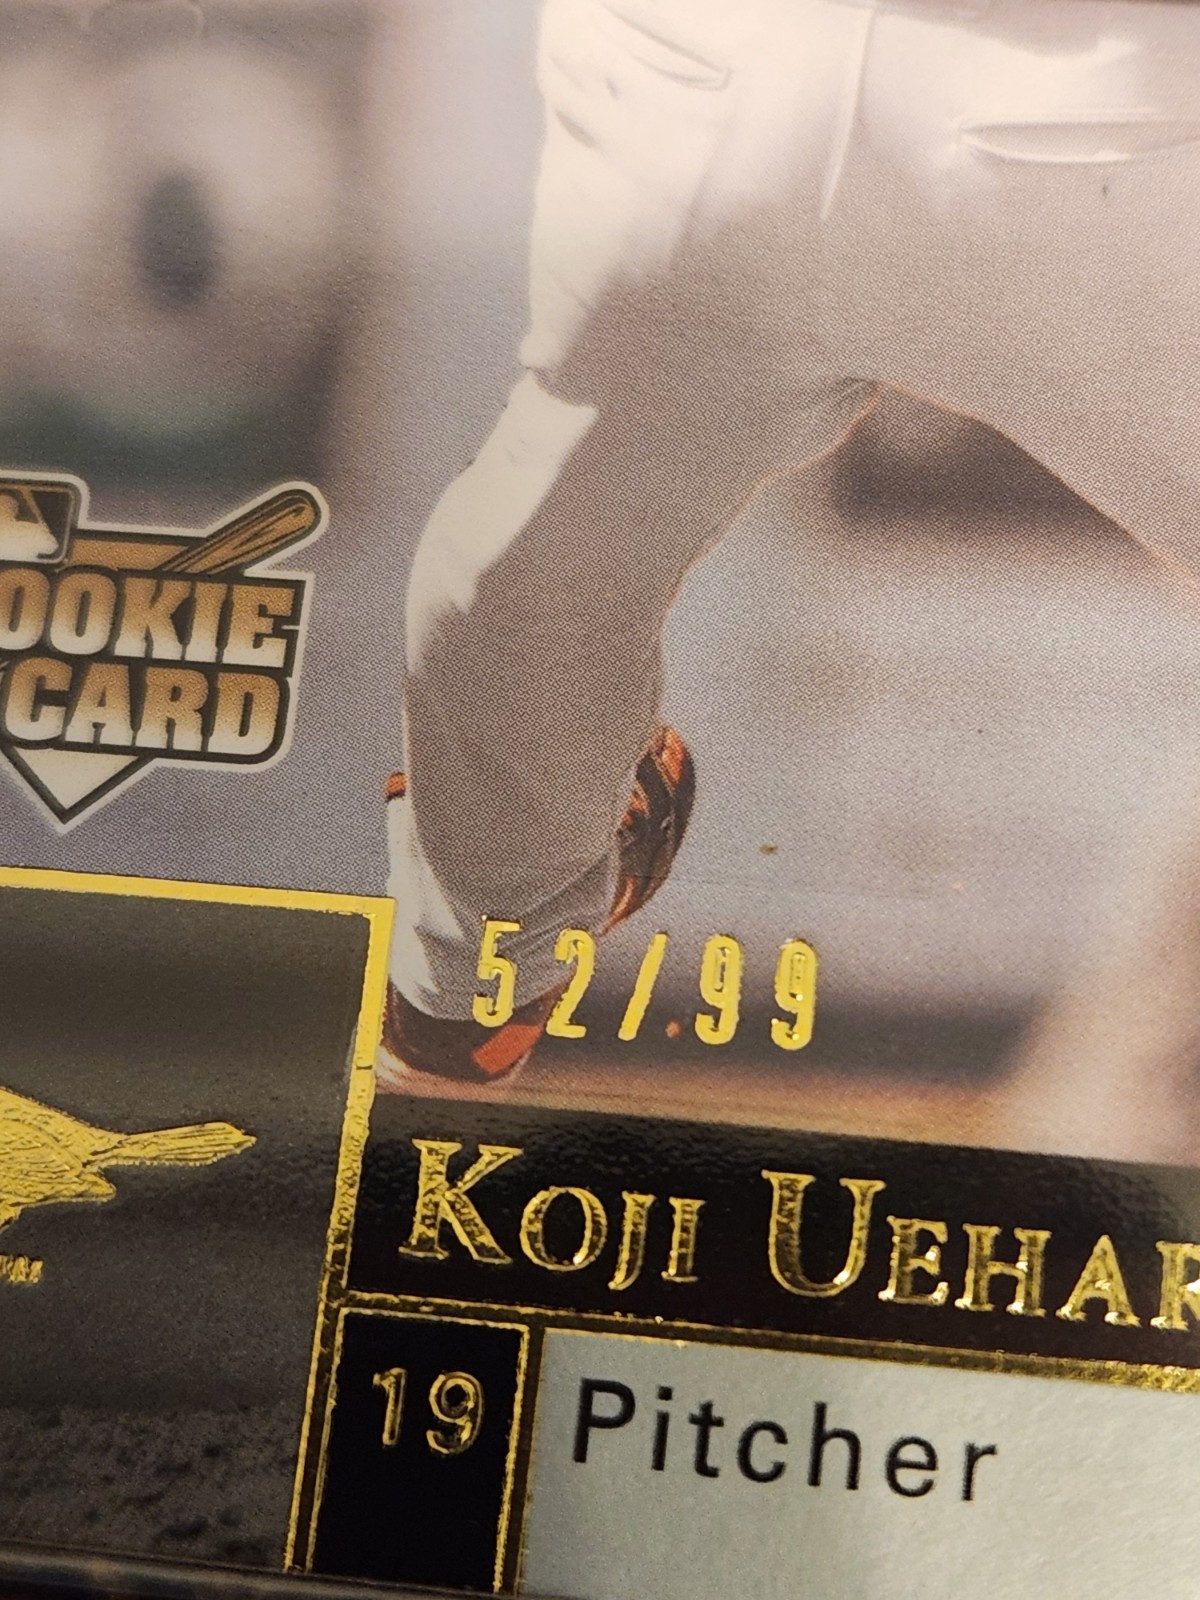 OOKIE
CARD
52/99
KOJI UEHAR
19
Pitcher